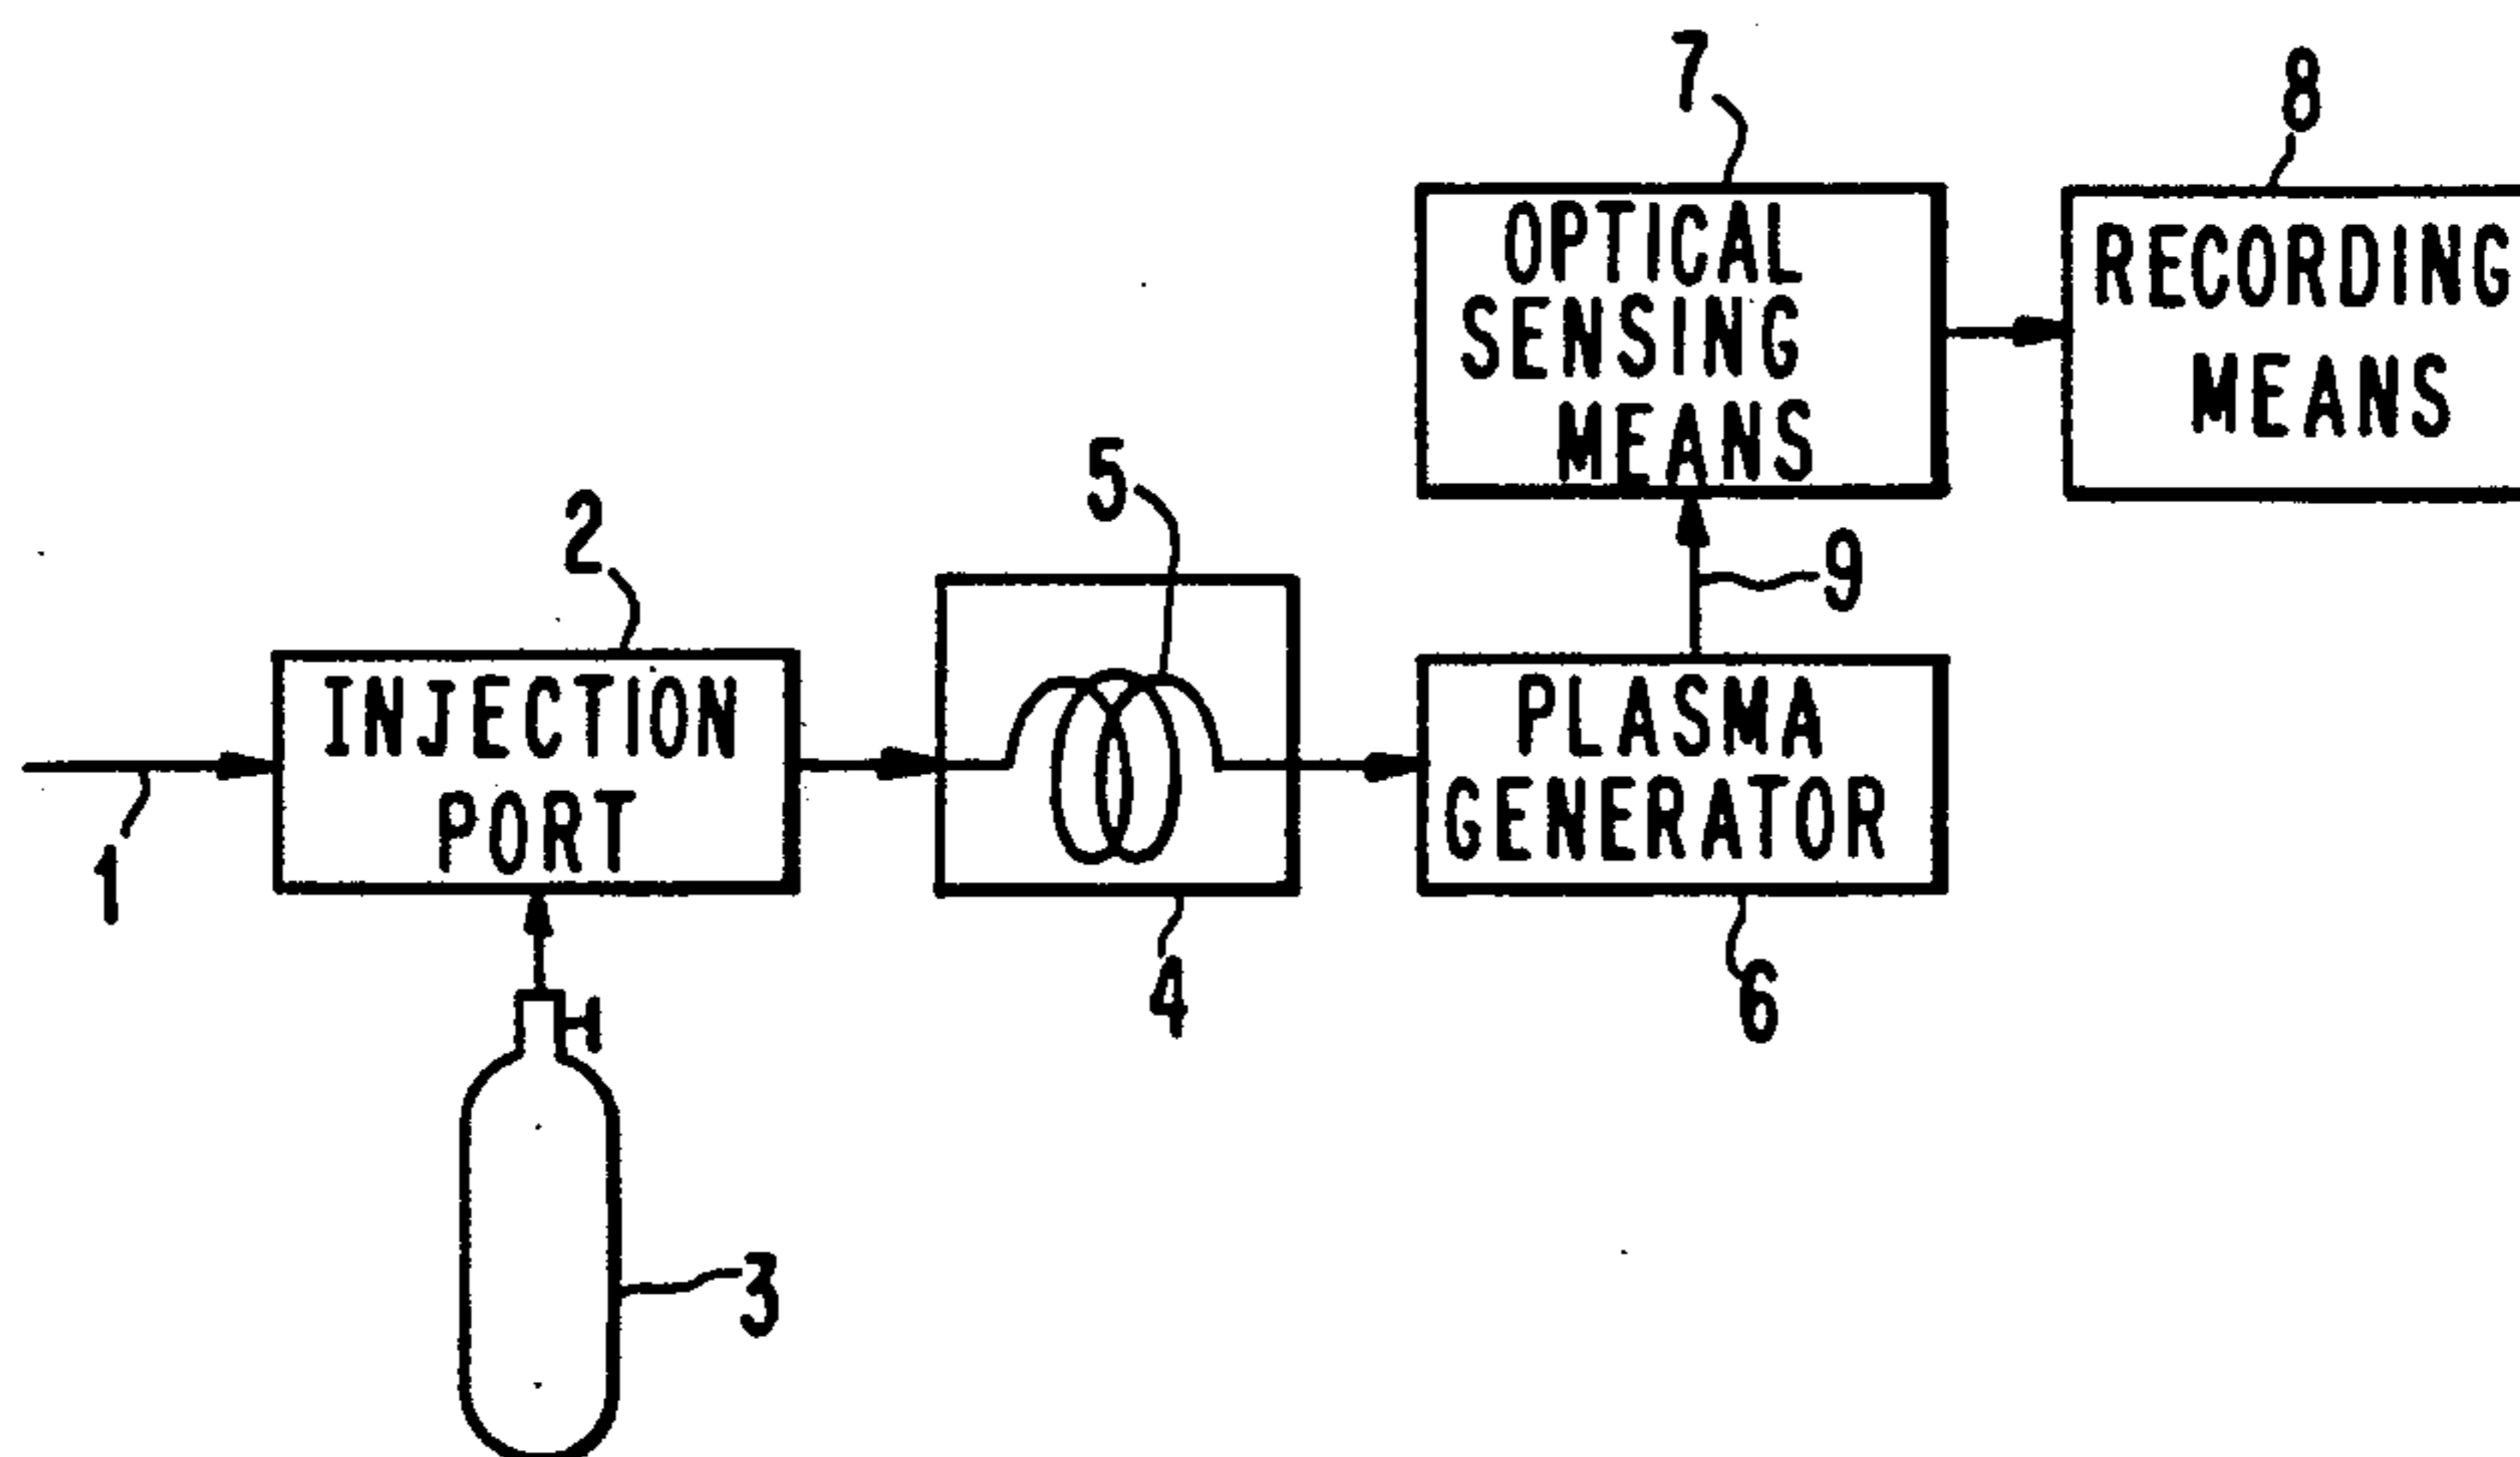 7
8
OPTICAL
SENSING
MEANS
RECORDING
MEANS
5
2
9
INJECTION
PORT
PLASMA
GENERATOR
1
4
6
3